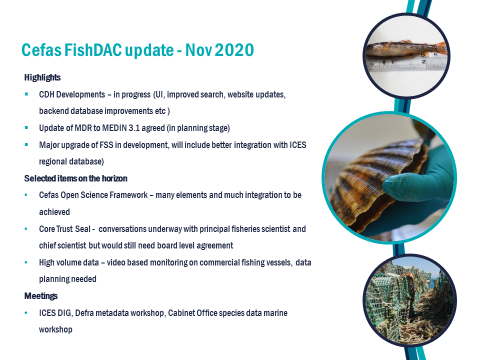 Cefas FishDAC update - Nov 2020
Highlights
▪ CDH Developments – in progress (UI, improved search, website updates,
backend database improvements etc )
▪ Update of MDR to MEDIN 3.1 agreed (in planning stage)
▪ Major upgrade of FSS in development, will include better integration with ICES
regional database)
Selected items on the horizon
• Cefas Open Science Framework – many elements and much integration to be
achieved
• Core Trust Seal - conversations underway with principal fisheries scientist and
chief scientist but would still need board level agreement
• High volume data – video based monitoring on commercial fishing vessels, data
planning needed
Meetings
• ICES DIG, Defra metadata workshop, Cabinet Office species data marine
workshop